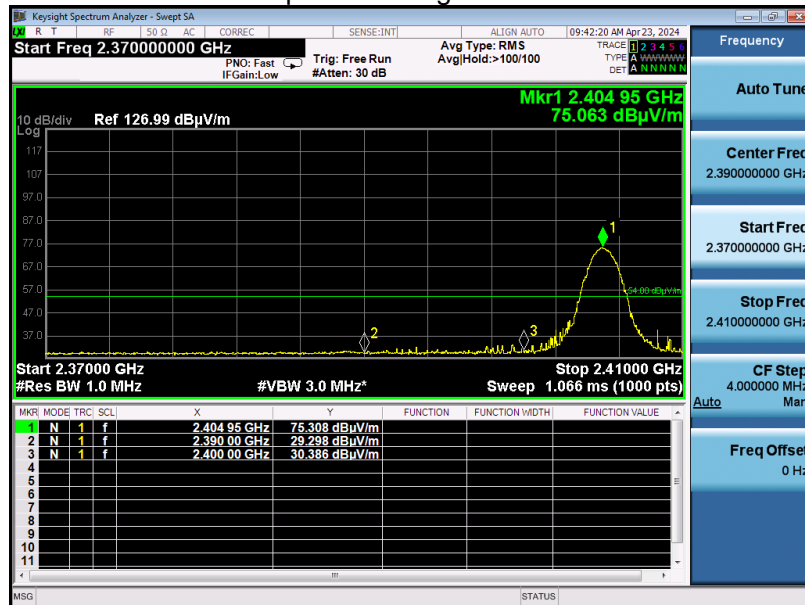 Keysight Spectrum Analyzer - Swept SA
LXI R T RF 50 Ω AC CORREC SENSE:INT ALIGN AUTO 09:42:20 AM Apr 23, 2024
Start Freq 2.370000000 GHz
PNO: Fast
IFGain:Low
Trig: Free Run
#Atten: 30 dB
Avg Type: RMS
Avg|Hold:>100/100
TRACE 1 2 3 4 5 6
TYPE A WWWWW
DET A N N N N N
Mkr1 2.404 95 GHz
75.063 dBµV/m
10 dB/div Ref 126.99 dBµV/m
Log
117
107
97.0
87.0
77.0
67.0
57.0
47.0
37.0
1
54.00 dBµV/m
2
3
Start 2.37000 GHz
Stop 2.41000 GHz
#Res BW 1.0 MHz #VBW 3.0 MHz* Sweep 1.066 ms (1000 pts)
MKR MODE TRC SCL X Y FUNCTION FUNCTION WIDTH FUNCTION VALUE
1 N 1 f 2.404 95 GHz 75.308 dBµV/m
2 N 1 f 2.390 00 GHz 29.298 dBµV/m
3 N 1 f 2.400 00 GHz 30.386 dBµV/m
4
5
6
7
8
9
10
11
MSG STATUS
Frequency
Auto Tune
Center Freq
2.390000000 GHz
Start Freq
2.370000000 GHz
Stop Freq
2.410000000 GHz
CF Step
4.000000 MHz
Auto Man
Freq Offset
0 Hz